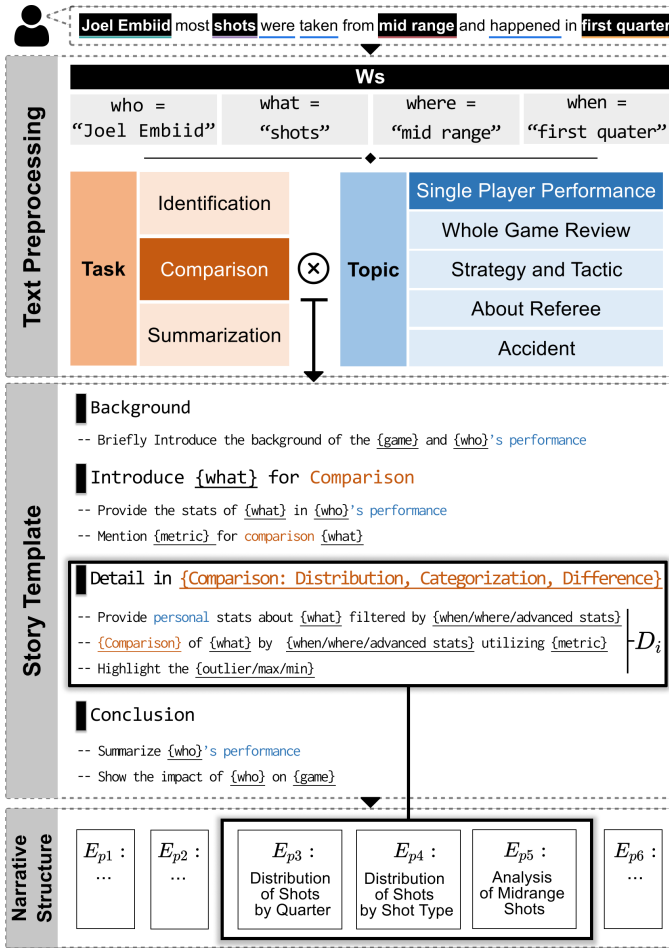 Joel Embiid most shots were taken from mid range and happened in first quarter
Text Preprocessing
Ws
who =
“Joel Embiid”
what =
“shots”
where =
“mid range”
when =
“first quater”
Task
Identification
Comparison
Summarization
Topic
Single Player Performance
Whole Game Review
Strategy and Tactic
About Referee
Accident
Story Template
Background
-- Briefly Introduce the background of the {game} and {who}'s performance
Introduce {what} for Comparison
-- Provide the stats of {what} in {who}'s performance
-- Mention {metric} for comparison {what}
Detail in {Comparison: Distribution, Categorization, Difference}
-- Provide personal stats about {what} filtered by {when/where/advanced stats}
-- {Comparison} of {what} by {when/where/advanced stats} utilizing {metric}
-- Highlight the {outlier/max/min}
D_i
Conclusion
-- Summarize {who}'s performance
-- Show the impact of {who} on {game}
Narrative
Structure
E_p1 :
...
E_p2 :
...
E_p3 :
Distribution
of Shots
by Quarter
E_p4 :
Distribution
of Shots
by Shot Type
E_p5 :
Analysis
of Midrange
Shots
E_p6 :
...